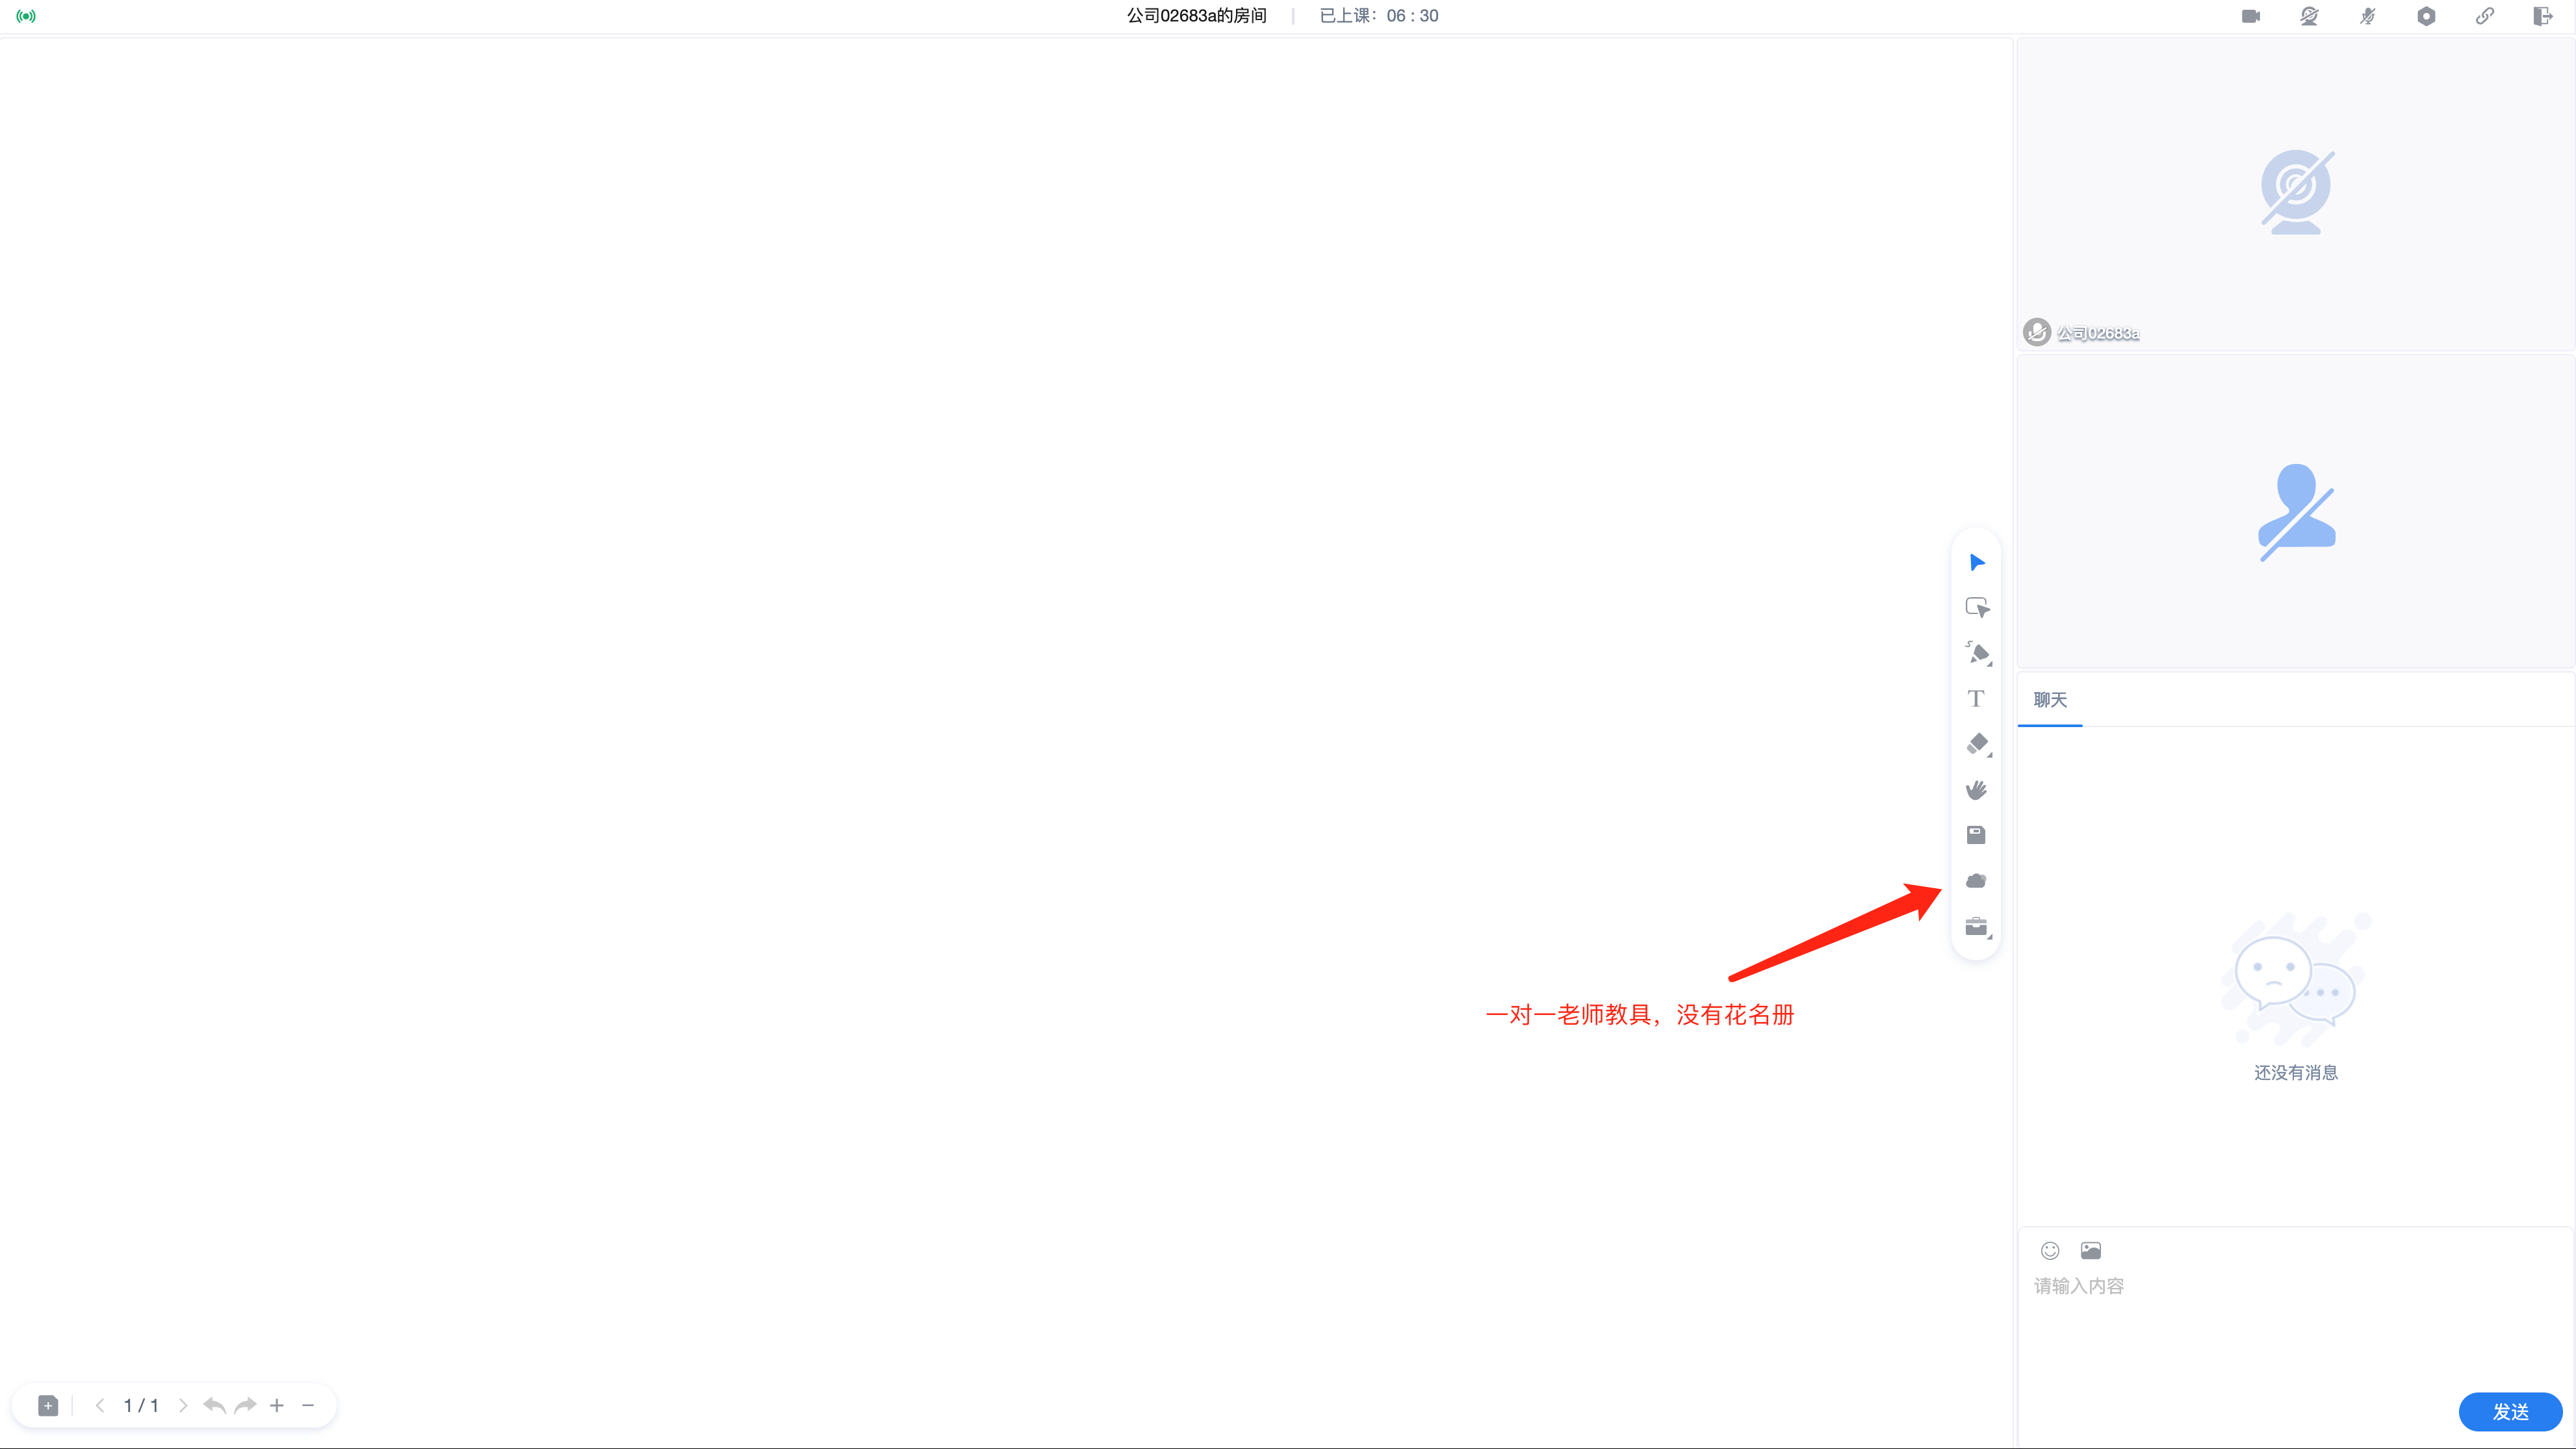 公司02683a的房间 | 已上课：06 : 30
公司02683a
聊天
T
一对一老师教具，没有花名册
还没有消息
请输入内容
1 / 1
发送